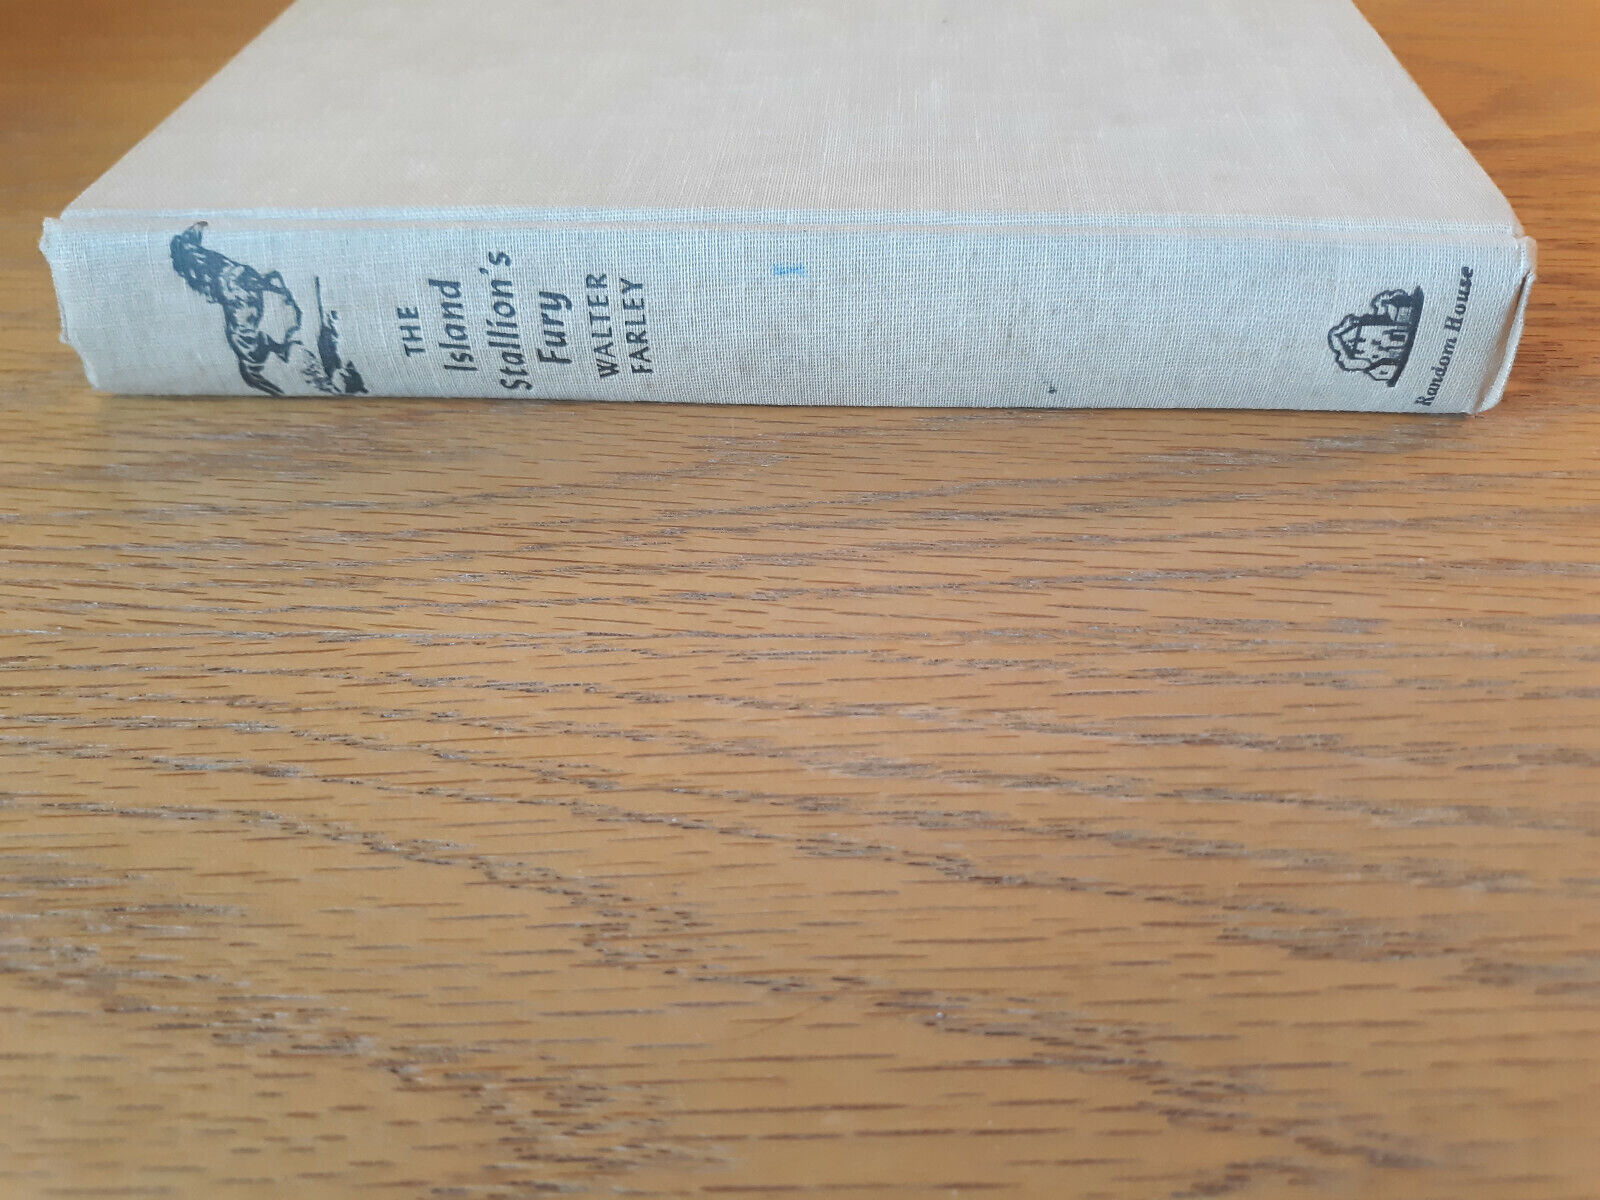 THE
Island
Stallion's
Fury
WALTER
FARLEY
Random House